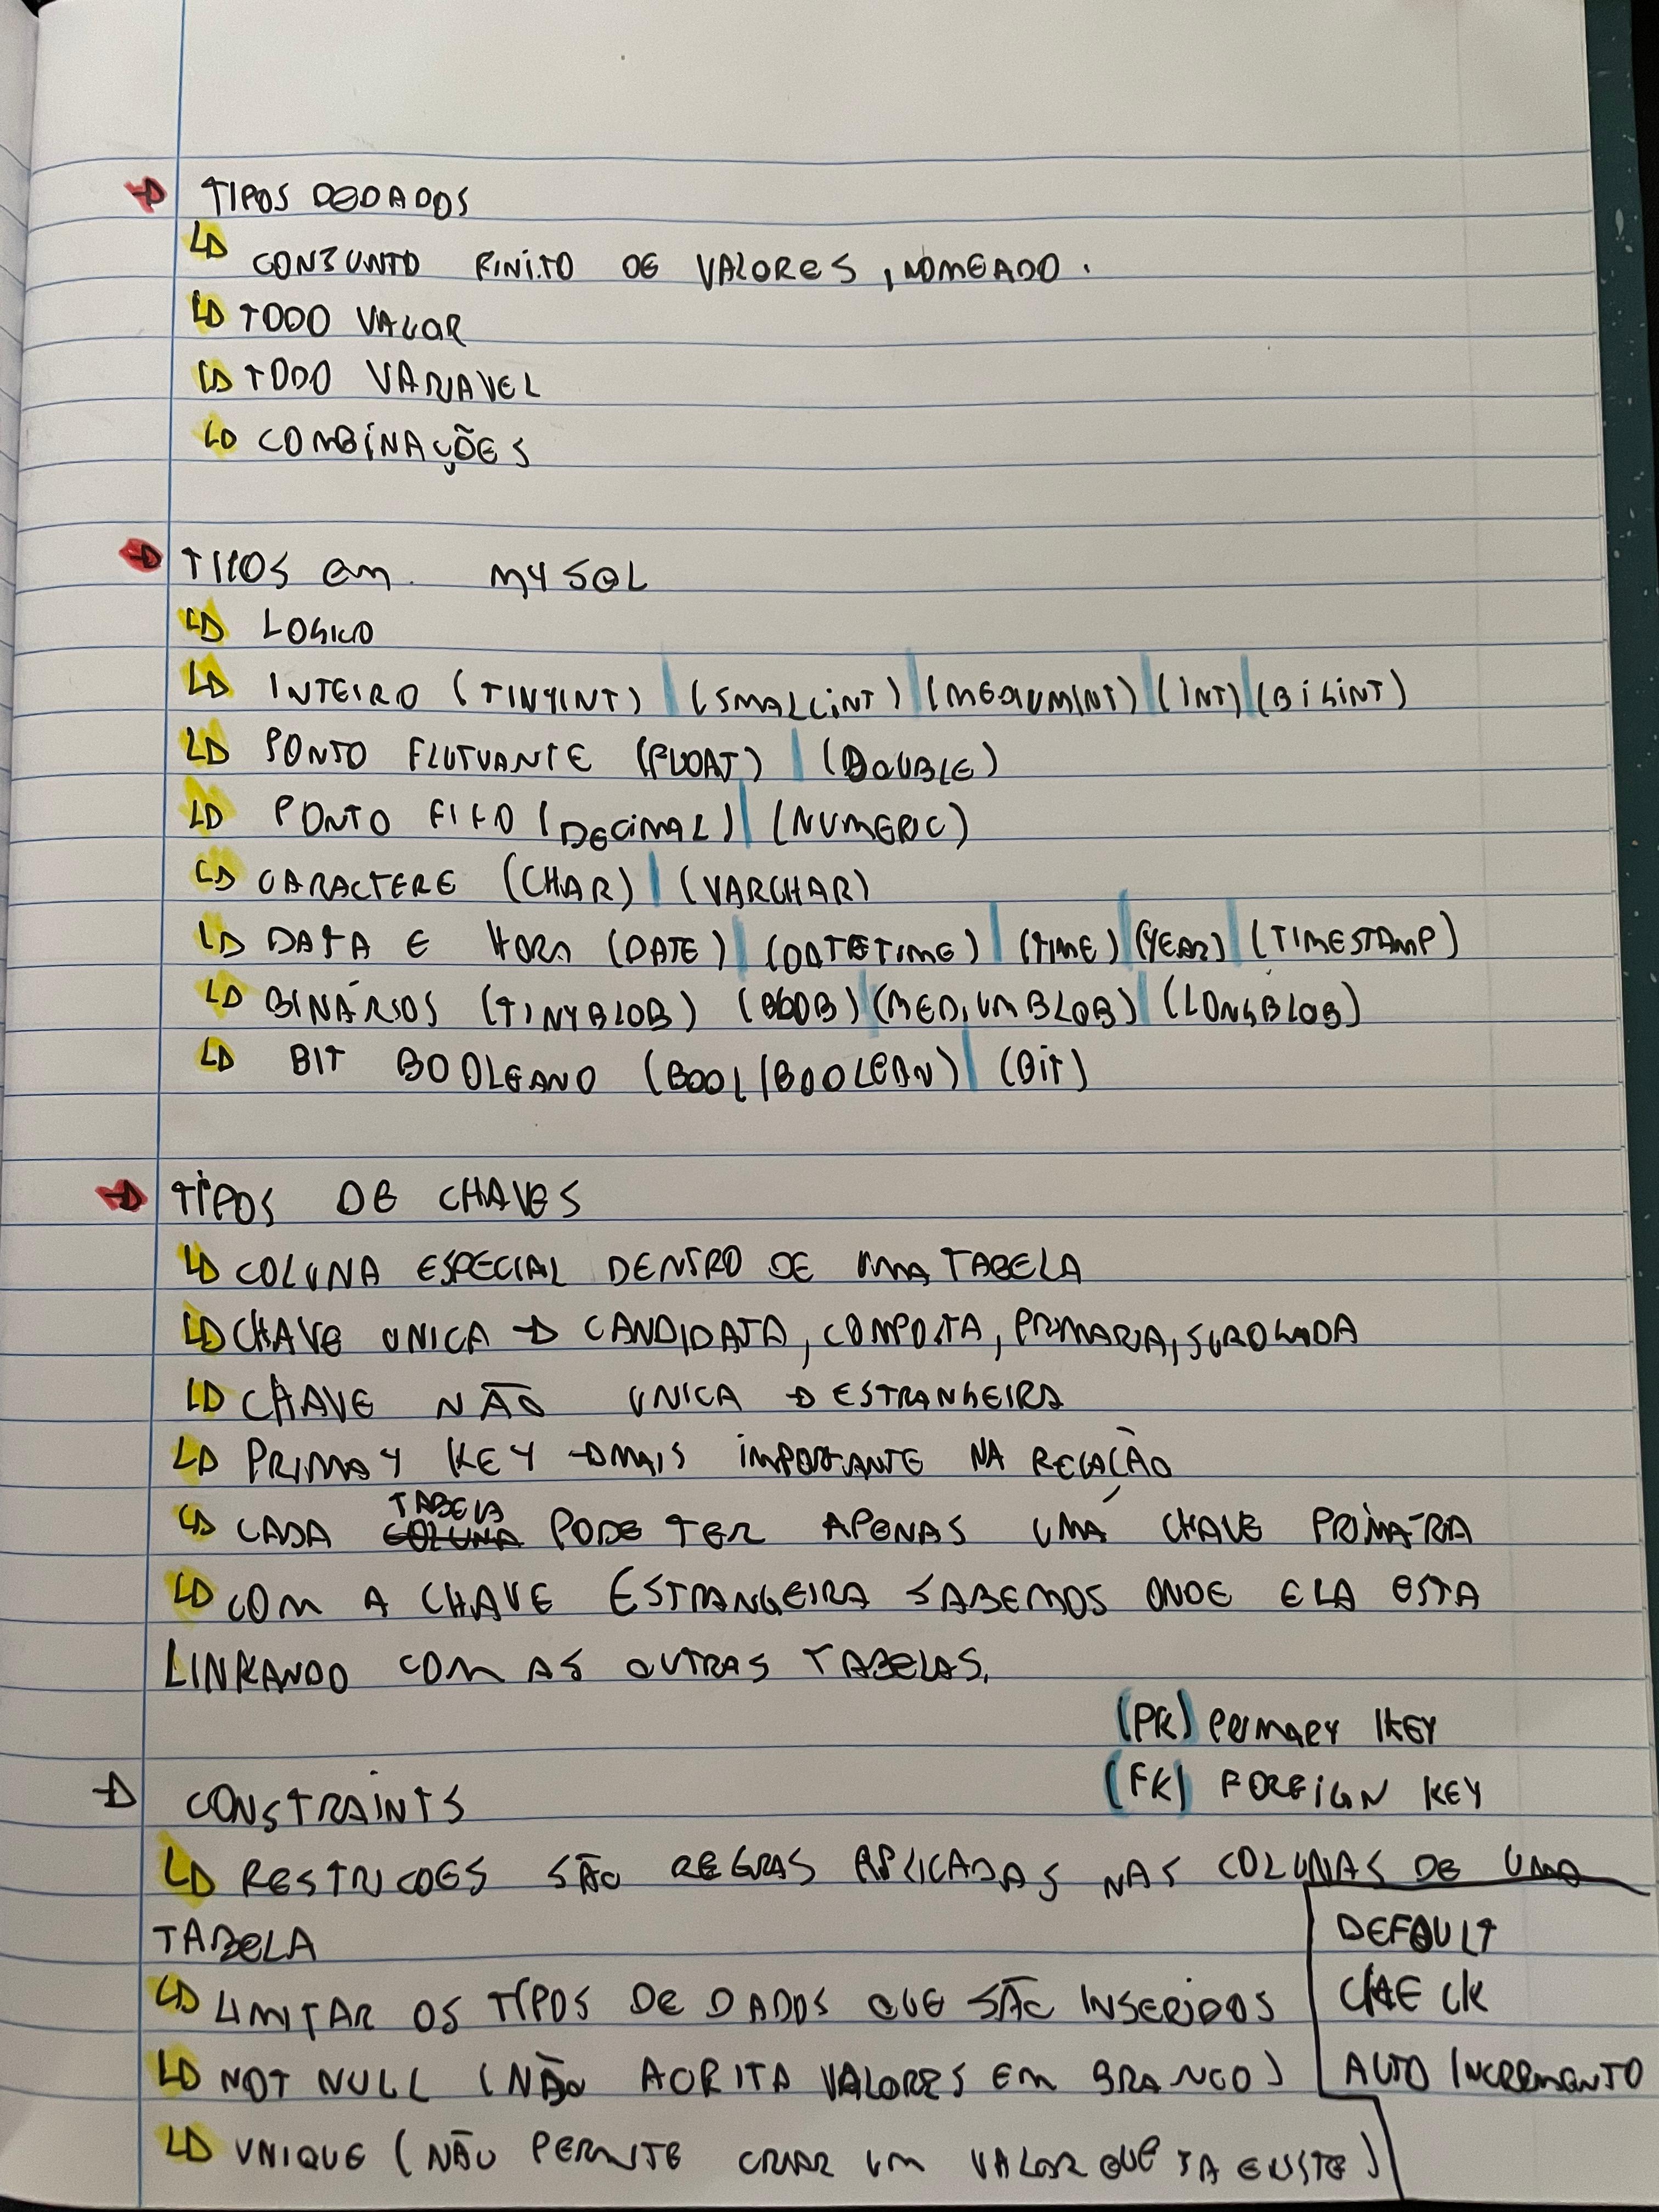 → TIPOS DE DADOS
↳ CONJUNTO FINITO DE VALORES, NOMEADO.
↳ TODO VALOR
↳ TODO VARIAVEL
↳ COMBINAÇÕES
→ TIPOS em MYSQL
↳ LOGICO
↳ INTEIRO (TINYINT) | (SMALLINT) | (MEDIUMINT) | (INT) | (BIGINT)
↳ PONTO FLUTUANTE (FLOAT) | (DOUBLE)
↳ PONTO FIXO (DECIMAL) | (NUMERIC)
↳ CARACTERE (CHAR) | (VARCHAR)
↳ DATA E HORA (DATE) | (DATETIME) | (TIME) | (YEAR) | (TIMESTAMP)
↳ BINÁRIOS (TINYBLOB) (BLOB) | (MEDIUMBLOB) | (LONGBLOB)
↳ BIT BOOLEANO (BOOL/BOOLEAN) | (BIT)
→ TIPOS DE CHAVES
↳ COLUNA ESPECIAL DENTRO DE UMA TABELA
↳ CHAVE UNICA → CANDIDATA, COMPOSTA, PRIMARIA,
↳ CHAVE NÃO UNICA → ESTRANGEIRA
↳ PRIMAY KEY → MAIS IMPORTANTE NA RELAÇÃO
↳ CADA COLUNA TABELA PODE TER APENAS UMA CHAVE PRIMÁRIA
↳ COM A CHAVE ESTRANGEIRA SABEMOS ONDE ELA ESTA
LINKANDO COM AS OUTRAS TABELAS.
(PK) PRIMARY KEY
(FK) FOREIGN KEY
→ CONSTRAINTS
↳ RESTRICOES SÃO REGRAS APLICADAS NAS COLUNAS DE UMA
TABELA
↳ LIMITAR OS TIPOS DE DADOS QUE SÃO INSERIDOS
↳ NOT NULL (NÃO ACEITA VALORES EM BRANCO)
↳ UNIQUE (NÃO PERMITE CRIAR UM VALOR QUE JA EXISTE)
DEFAULT
CHECK
AUTO INCREMENTO